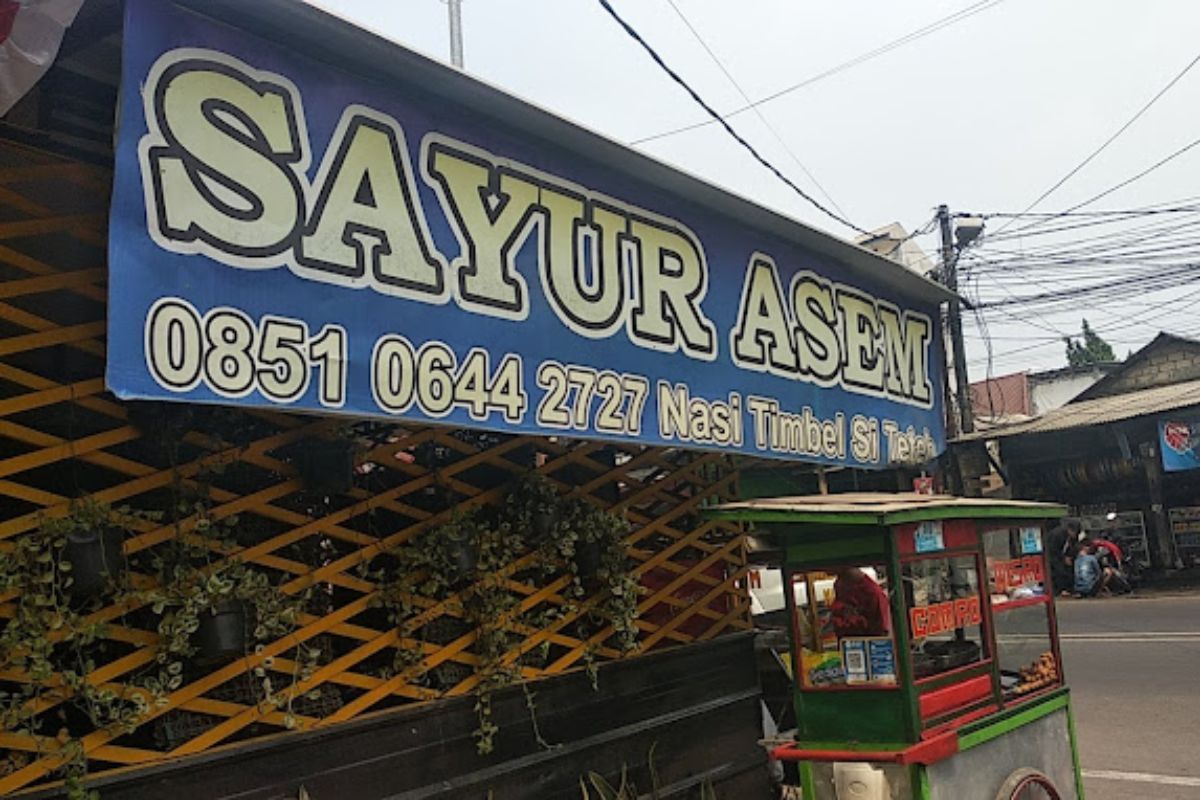 SAYUR ASEM
0851 0644 2727 Nasi Timbel Si Teteh